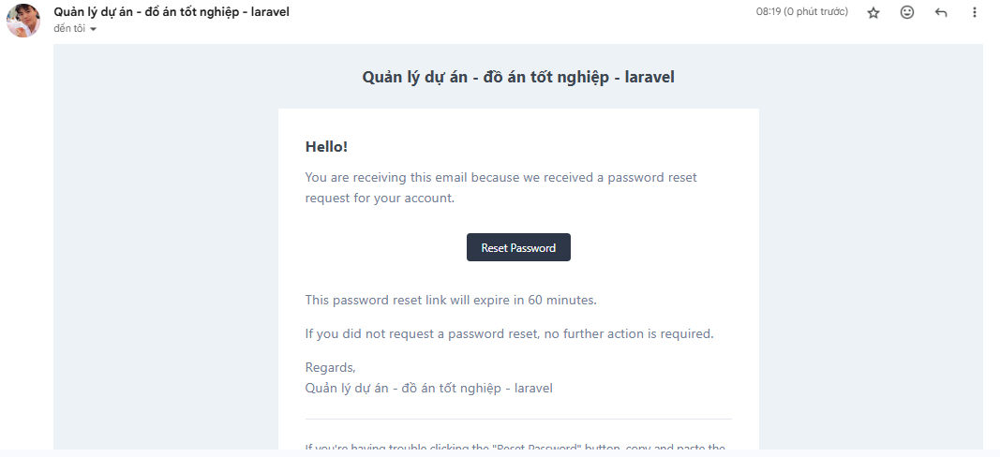 Quản lý dự án - đồ án tốt nghiệp - laravel
08:19 (0 phút trước)
đến tôi
Quản lý dự án - đồ án tốt nghiệp - laravel
Hello!
You are receiving this email because we received a password reset
request for your account.
Reset Password
This password reset link will expire in 60 minutes.
If you did not request a password reset, no further action is required.
Regards,
Quản lý dự án - đồ án tốt nghiệp - laravel
If you're having trouble clicking the "Reset Password" button, copy and paste the